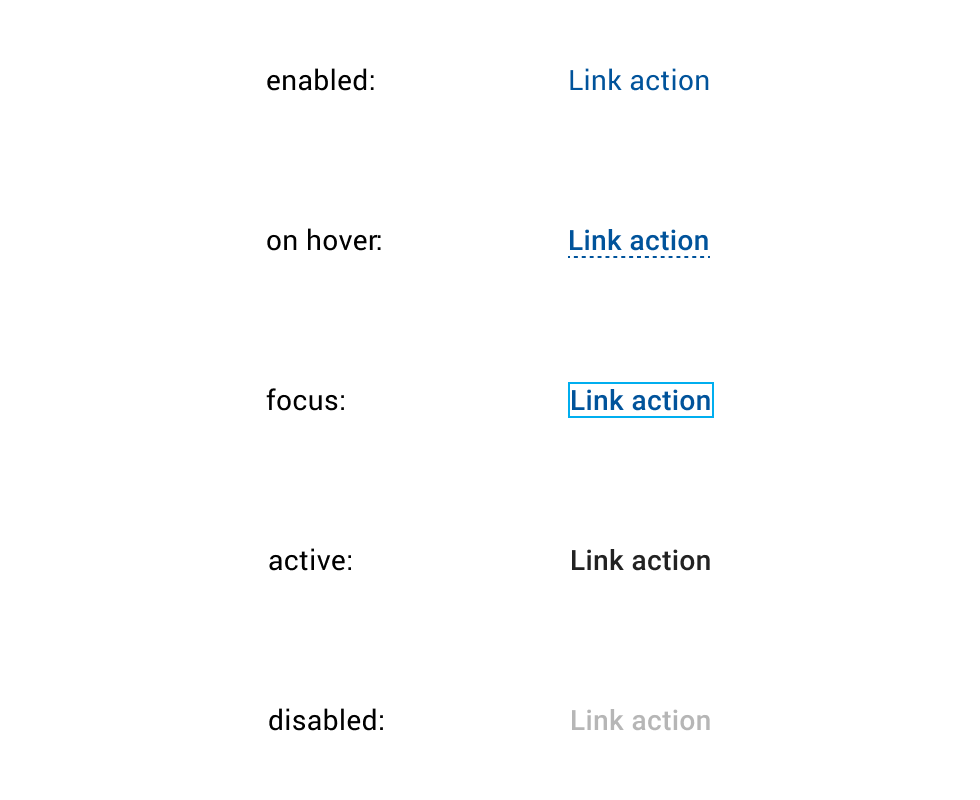 enabled: Link action
on hover: Link action
focus: Link action
active: Link action
disabled: Link action